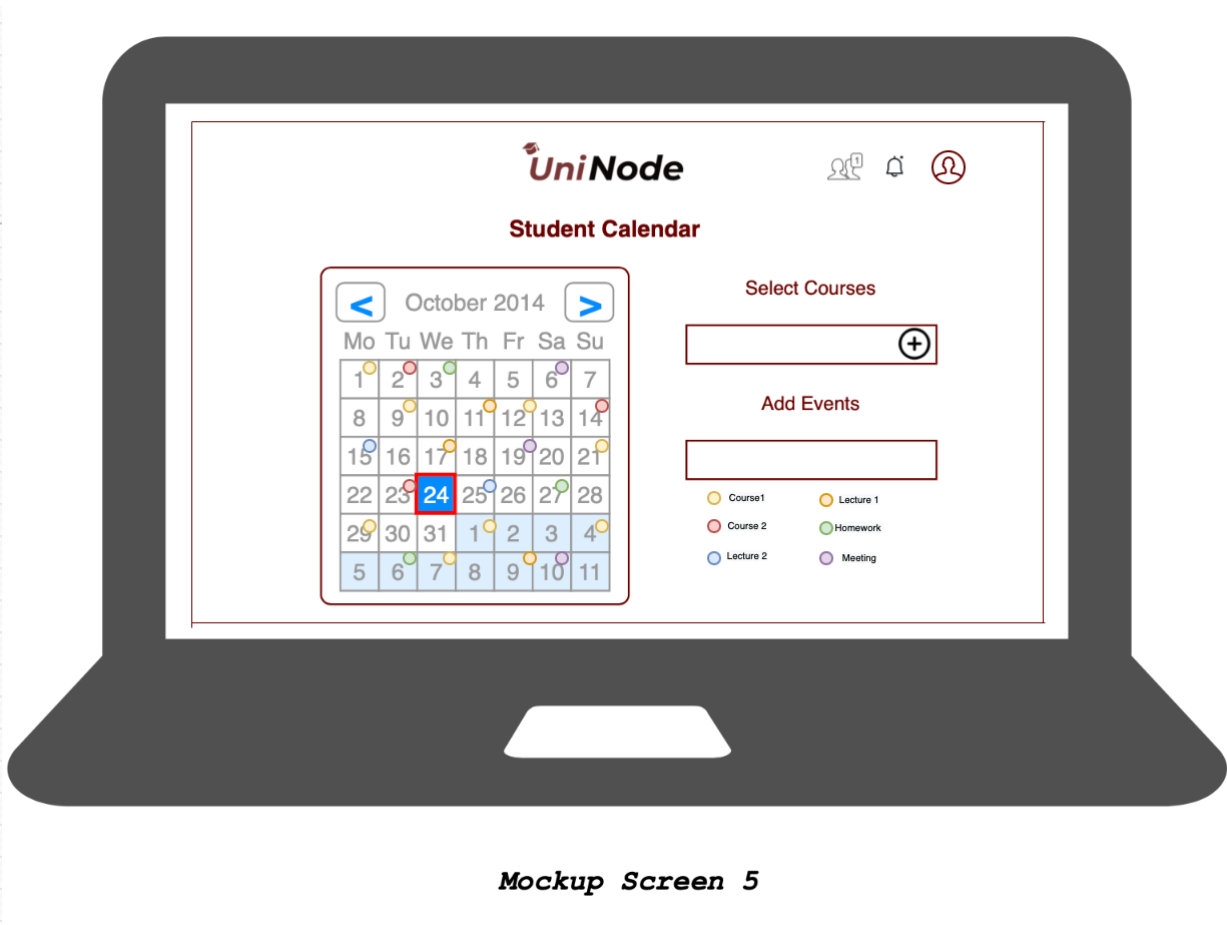 UniNode
1
Student Calendar
< October 2014 >
Mo Tu We Th Fr Sa Su
1 2 3 4 5 6 7
8 9 10 11 12 13 14
15 16 17 18 19 20 21
22 23 24 25 26 27 28
29 30 31 1 2 3 4
5 6 7 8 9 10 11
Select Courses
Add Events
Course1 Lecture 1
Course 2 Homework
Lecture 2 Meeting
Mockup Screen 5